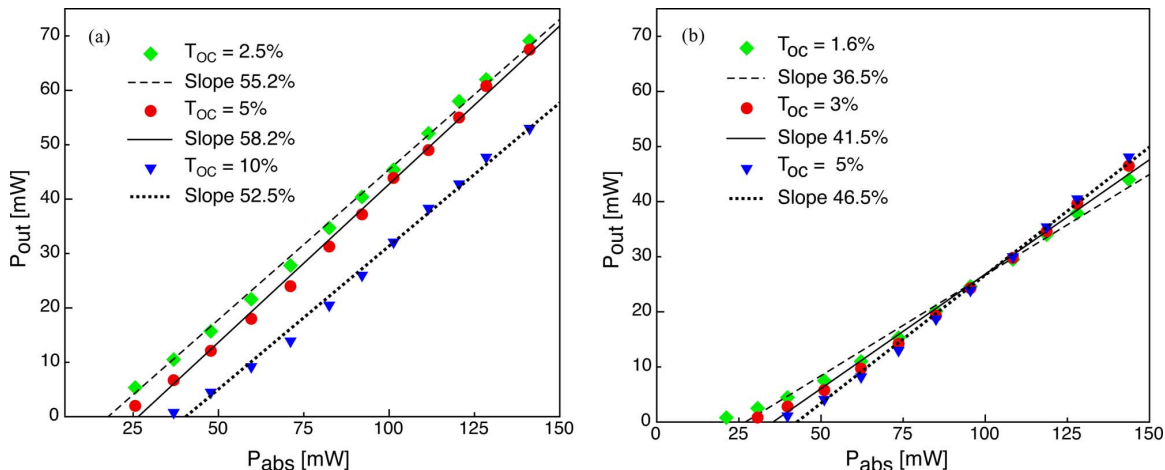 (a)
T_OC = 2.5%
Slope 55.2%
T_OC = 5%
Slope 58.2%
T_OC = 10%
Slope 52.5%
70
60
50
40
30
20
10
0
P_out [mW]
25 50 75 100 125 150
P_abs [mW]
(b)
T_OC = 1.6%
Slope 36.5%
T_OC = 3%
Slope 41.5%
T_OC = 5%
Slope 46.5%
70
60
50
40
30
20
10
0
P_out [mW]
0 25 50 75 100 125 150
P_abs [mW]